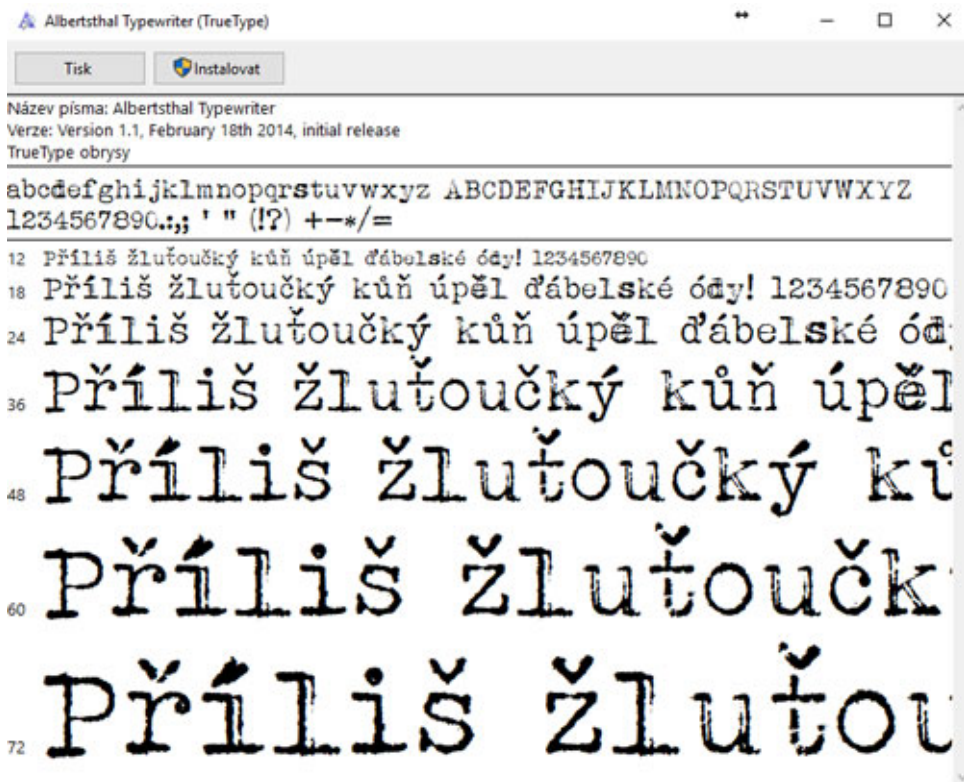 Albertsthal Typewriter (TrueType)
Tisk Instalovat
Název písma: Albertsthal Typewriter
Verze: Version 1.1, February 18th 2014, initial release
TrueType obrysy
abcdefghijklmnopqrstuvwxyz ABCDEFGHIJKLMNOPQRSTUVWXYZ
1234567890.:,; ' " (!?) +-*/=
12 Příliš žluťoučký kůň úpěl ďábelské ódy! 1234567890
18 Příliš žluťoučký kůň úpěl ďábelské ódy! 1234567890
24 Příliš žluťoučký kůň úpěl ďábelské ód
36 Příliš žluťoučký kůň úpěl
48 Příliš žluťoučký ků
60 Příliš žluťoučk
72 Příliš žluťou